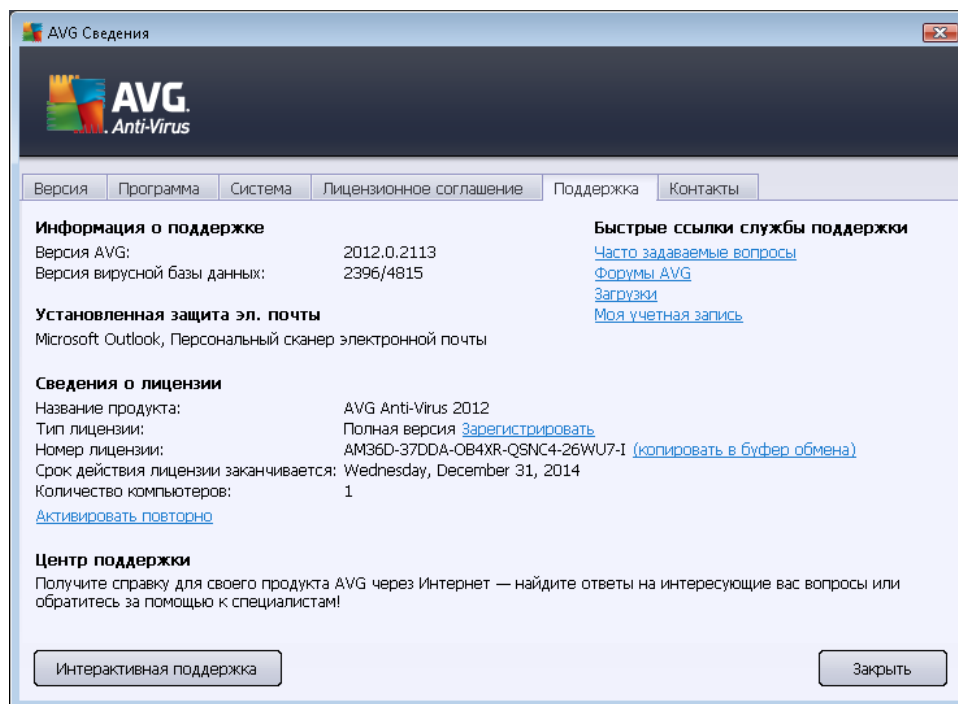 AVG Сведения
AVG.
Anti-Virus
Версия Программа Система Лицензионное соглашение Поддержка Контакты
Информация о поддержке
Версия AVG: 2012.0.2113
Версия вирусной базы данных: 2396/4815
Быстрые ссылки службы поддержки
Часто задаваемые вопросы
Форумы AVG
Загрузки
Моя учетная запись
Установленная защита эл. почты
Microsoft Outlook, Персональный сканер электронной почты
Сведения о лицензии
Название продукта: AVG Anti-Virus 2012
Тип лицензии: Полная версия Зарегистрировать
Номер лицензии: AM36D-37DDA-OB4XR-QSNC4-26WU7-I (копировать в буфер обмена)
Срок действия лицензии заканчивается: Wednesday, December 31, 2014
Количество компьютеров: 1
Активировать повторно
Центр поддержки
Получите справку для своего продукта AVG через Интернет — найдите ответы на интересующие вас вопросы или
обратитесь за помощью к специалистам!
Интерактивная поддержка
Закрыть